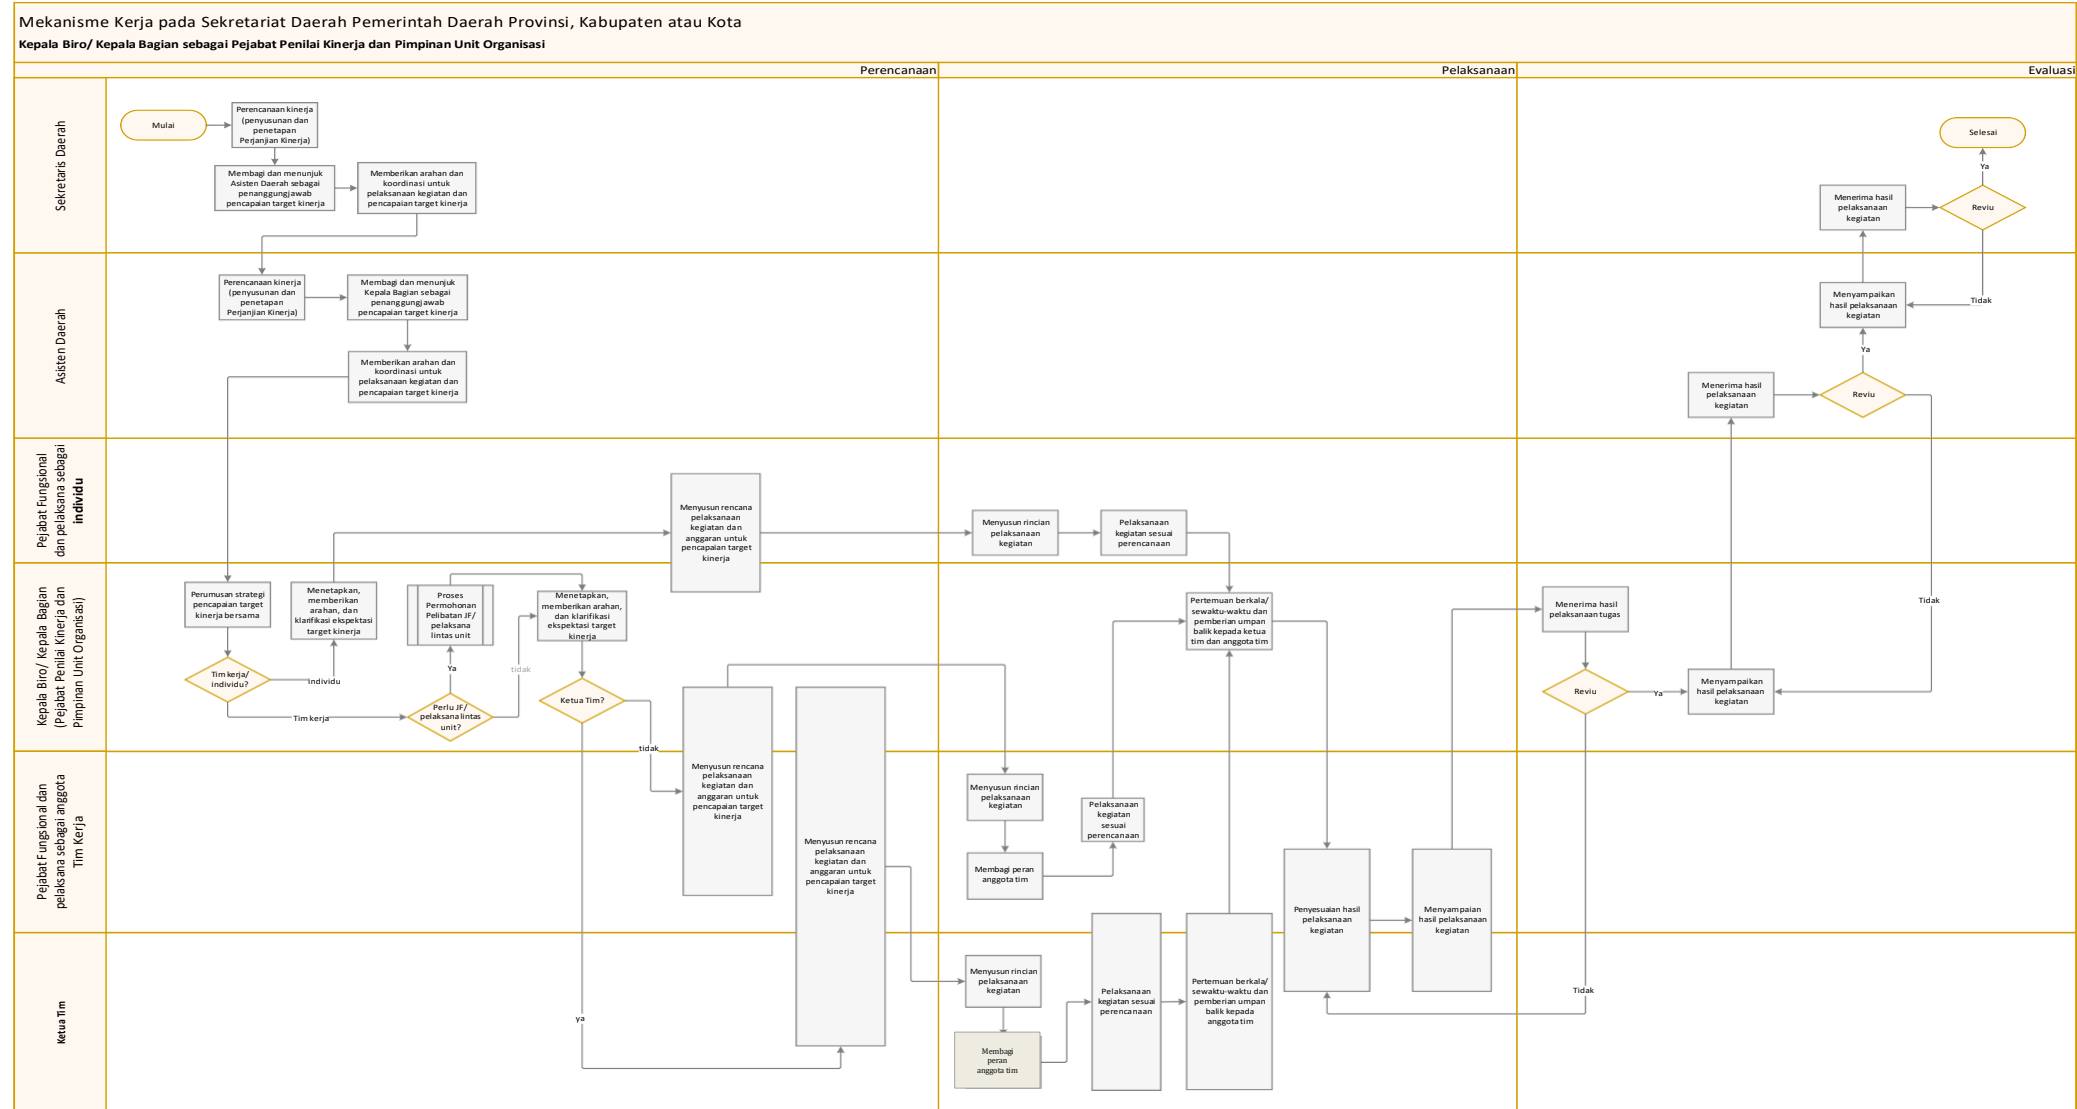 Mekanisme Kerja pada Sekretariat Daerah Pemerintah Daerah Provinsi, Kabupaten atau Kota
Kepala Biro/ Kepala Bagian sebagai Pejabat Penilai Kinerja dan Pimpinan Unit Organisasi
Perencanaan
Pelaksanaan
Evaluasi
Sekretaris Daerah
Mulai
Perencanaan kinerja
(penyusunan dan
penetapan
Perjanjian Kinerja)
Membagi dan menunjuk
Asisten Daerah sebagai
penanggungjawab
pencapaian target kinerja
Memberikan arahan dan
koordinasi untuk
pelaksanaan kegiatan dan
pencapaian target kinerja
Selesai
Ya
Menerima hasil
pelaksanaan
kegiatan
Reviu
Asisten Daerah
Perencanaan kinerja
(penyusunan dan
penetapan
Perjanjian Kinerja)
Membagi dan menunjuk
Kepala Bagian sebagai
penanggungjawab
pencapaian target kinerja
Memberikan arahan dan
koordinasi untuk
pelaksanaan kegiatan dan
pencapaian target kinerja
Menyampaikan
hasil pelaksanaan
kegiatan
Tidak
Ya
Menerima hasil
pelaksanaan
kegiatan
Reviu
Pejabat Fungsional
dan pelaksana sebagai
individu
Menyusun rencana
pelaksanaan
kegiatan dan
anggaran untuk
pencapaian target
kinerja
Menyusun rincian
pelaksanaan
kegiatan
Pelaksanaan
kegiatan sesuai
perencanaan
Kepala Biro/ Kepala Bagian
(Pejabat Penilai Kinerja dan
Pimpinan Unit Organisasi)
Perumusan strategi
pencapaian target
kinerja bersama
Menetapkan,
memberikan
arahan, dan
klarifikasi ekspektasi
target kinerja
Proses
Permohonan
Pelibatan JF/
pelaksana
lintas unit
Menetapkan,
memberikan arahan,
dan klarifikasi
ekspektasi target
kinerja
Tim kerja/
individu?
Individu
Tim kerja
Ya
Perlu JF/
pelaksana lintas
unit?
tidak
Ketua Tim?
tidak
ya
Pertemuan berkala/
sewaktu-waktu dan
pemberian umpan
balik kepada ketua
tim dan anggota tim
Menerima hasil
pelaksanaan tugas
Reviu
Ya
Menyampaikan
hasil pelaksanaan
kegiatan
Tidak
Tidak
Pejabat Fungsional dan
pelaksana sebagai anggota
Tim Kerja
Menyusun rencana
pelaksanaan
kegiatan dan
anggaran untuk
pencapaian target
kinerja
Menyusun rencana
pelaksanaan
kegiatan dan
anggaran untuk
pencapaian target
kinerja
Menyusun rincian
pelaksanaan
kegiatan
Membagi peran
anggota tim
Pelaksanaan
kegiatan
sesuai
perencanaan
Penyesuaian hasil
pelaksanaan
kegiatan
Menyampaian
hasil pelaksanaan
kegiatan
Ketua Tim
Menyusun rincian
pelaksanaan
kegiatan
Membagi
peran
anggota tim
Pelaksanaan
kegiatan sesuai
perencanaan
Pertemuan berkala/
sewaktu-waktu dan
pemberian umpan
balik kepada
anggota tim